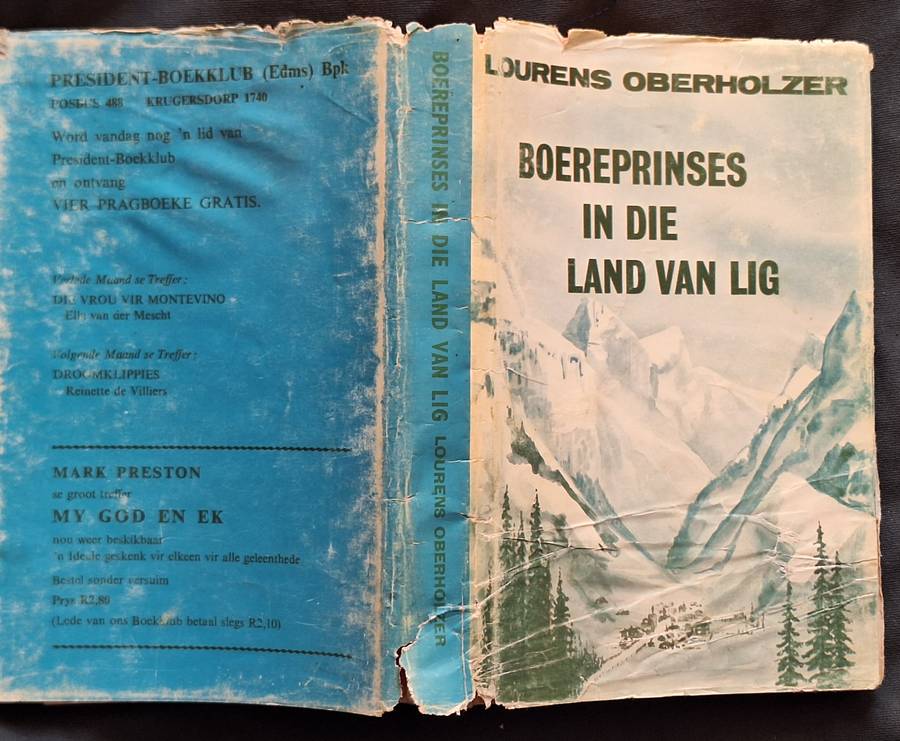 PRESIDENT-BOEKKLUB (Edms) Bpk
POSBUS 488 KRUGERSDORP 1740
Word vandag nog 'n lid van
President-Boekklub
en ontvang
VIER PRAGBOEKE GRATIS.
Verlede Maand se Treffer:
DIE VROU VIR MONTEVINO
Ella van der Mescht
Volgende Maand se Treffer:
DROOMKLIPPIES
Reinette de Villiers
MARK PRESTON
se groot treffer
MY GOD EN EK
nou weer beskikbaar
'n Ideale geskenk vir elkeen vir alle geleenthede
Bestel sonder versuim
Prys R2,80
(Lede van ons Boekklub betaal slegs R2,10)
BOEREPRINSES IN DIE LAND VAN LIG LOURENS OBERHOLZER
LOURENS OBERHOLZER
BOEREPRINSES
IN DIE
LAND VAN LIG